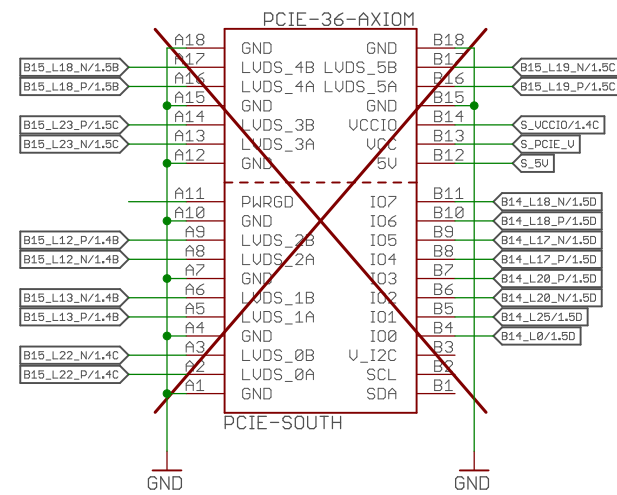 PCIE-36-AXIOM
A18 GND GND B18
B15_L18_N/1.5B A17 LVDS_4B LVDS_5B B1 B15_L19_N/1.5C
B15_L18_P/1.5B A16 LVDS_4A LVDS_5A B16 B15_L19_P/1.5C
A15 GND GND B15
B15_L23_P/1.5C A14 LVDS_3B VCCIO B14 S_VCCIO/1.4C
B15_L23_N/1.5C A13 LVDS_3A VCC B13 S_PCIE_V
A12 GND 5V B12 S_5V
A11 PWRGD IO7 B11 B14_L18_N/1.5D
A10 GND IO6 B10 B14_L18_P/1.5D
B15_L12_P/1.4B A9 LVDS_2B IO5 B9 B14_L17_N/1.5D
B15_L12_N/1.4B A8 LVDS_2A IO4 B8 B14_L17_P/1.5D
A7 GND IO3 B7 B14_L20_P/1.5D
B15_L13_N/1.4B A6 LVDS_1B IO2 B6 B14_L20_N/1.5D
B15_L13_P/1.4B A5 LVDS_1A IO1 B5 B14_L25/1.5D
A4 GND IO0 B4 B14_L0/1.5D
B15_L22_N/1.4C A3 LVDS_0B V_I2C B3
B15_L22_P/1.4C A2 LVDS_0A SCL B2
A1 GND SDA B1
PCIE-SOUTH
GND GND